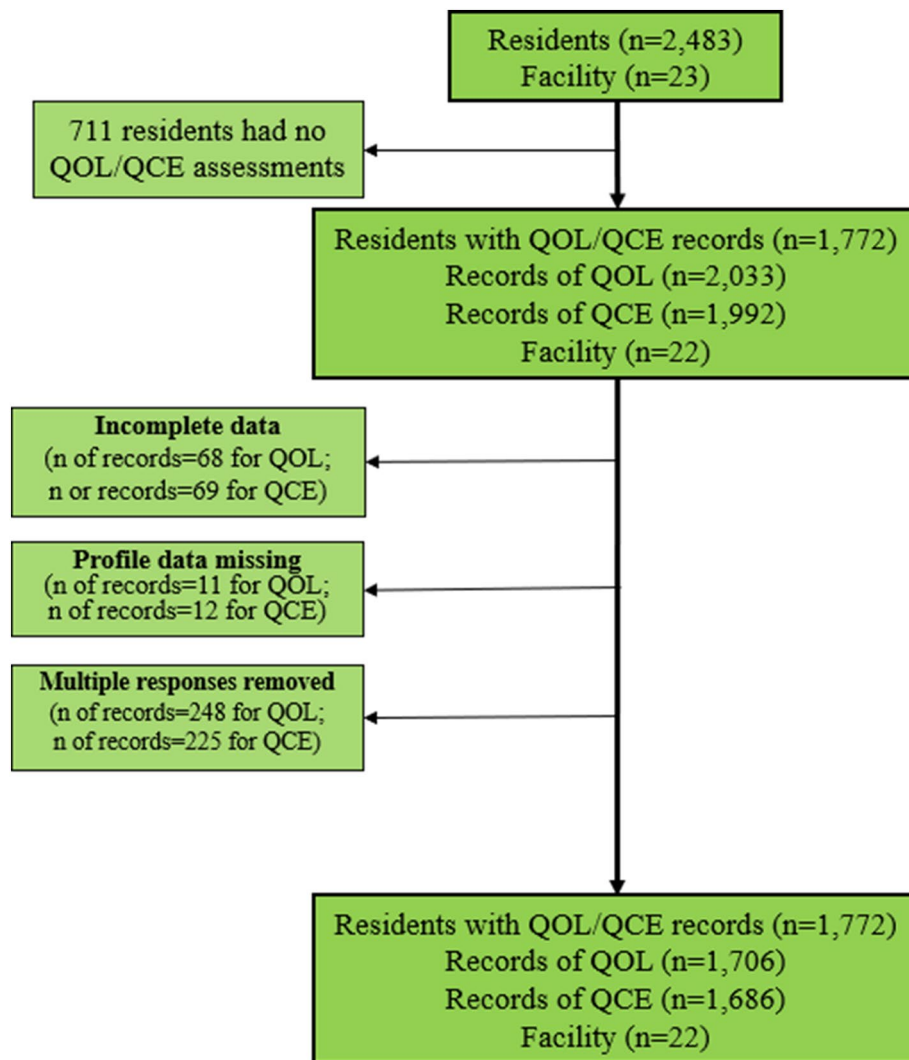 Residents (n=2,483)
Facility (n=23)
711 residents had no
QOL/QCE assessments
Residents with QOL/QCE records (n=1,772)
Records of QOL (n=2,033)
Records of QCE (n=1,992)
Facility (n=22)
Incomplete data
(n of records=68 for QOL;
n or records=69 for QCE)
Profile data missing
(n of records=11 for QOL;
n of records=12 for QCE)
Multiple responses removed
(n of records=248 for QOL;
n of records=225 for QCE)
Residents with QOL/QCE records (n=1,772)
Records of QOL (n=1,706)
Records of QCE (n=1,686)
Facility (n=22)